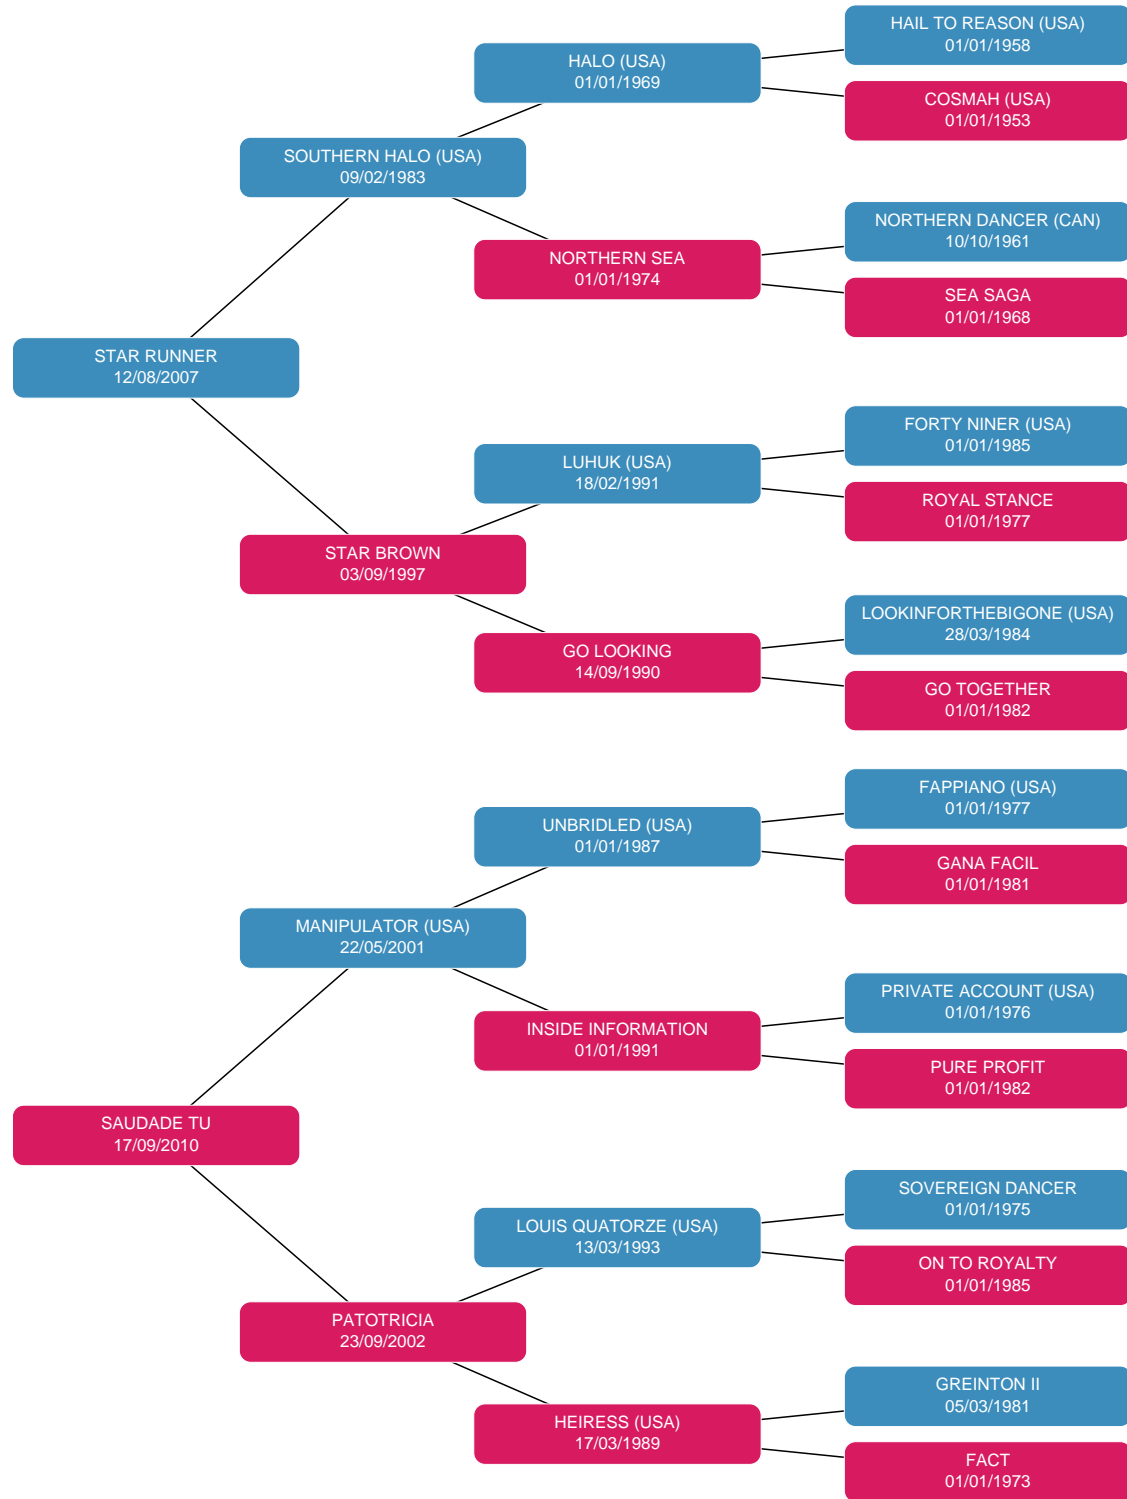 HAIL TO REASON (USA)
01/01/1958
HALO (USA)
01/01/1969
COSMAH (USA)
01/01/1953
SOUTHERN HALO (USA)
09/02/1983
NORTHERN DANCER (CAN)
10/10/1961
NORTHERN SEA
01/01/1974
SEA SAGA
01/01/1968
STAR RUNNER
12/08/2007
FORTY NINER (USA)
01/01/1985
LUHUK (USA)
18/02/1991
ROYAL STANCE
01/01/1977
STAR BROWN
03/09/1997
LOOKINFORTHEBIGONE (USA)
28/03/1984
GO LOOKING
14/09/1990
GO TOGETHER
01/01/1982
FAPPIANO (USA)
01/01/1977
UNBRIDLED (USA)
01/01/1987
GANA FACIL
01/01/1981
MANIPULATOR (USA)
22/05/2001
PRIVATE ACCOUNT (USA)
01/01/1976
INSIDE INFORMATION
01/01/1991
PURE PROFIT
01/01/1982
SAUDADE TU
17/09/2010
SOVEREIGN DANCER
01/01/1975
LOUIS QUATORZE (USA)
13/03/1993
ON TO ROYALTY
01/01/1985
PATOTRICIA
23/09/2002
GREINTON II
05/03/1981
HEIRESS (USA)
17/03/1989
FACT
01/01/1973